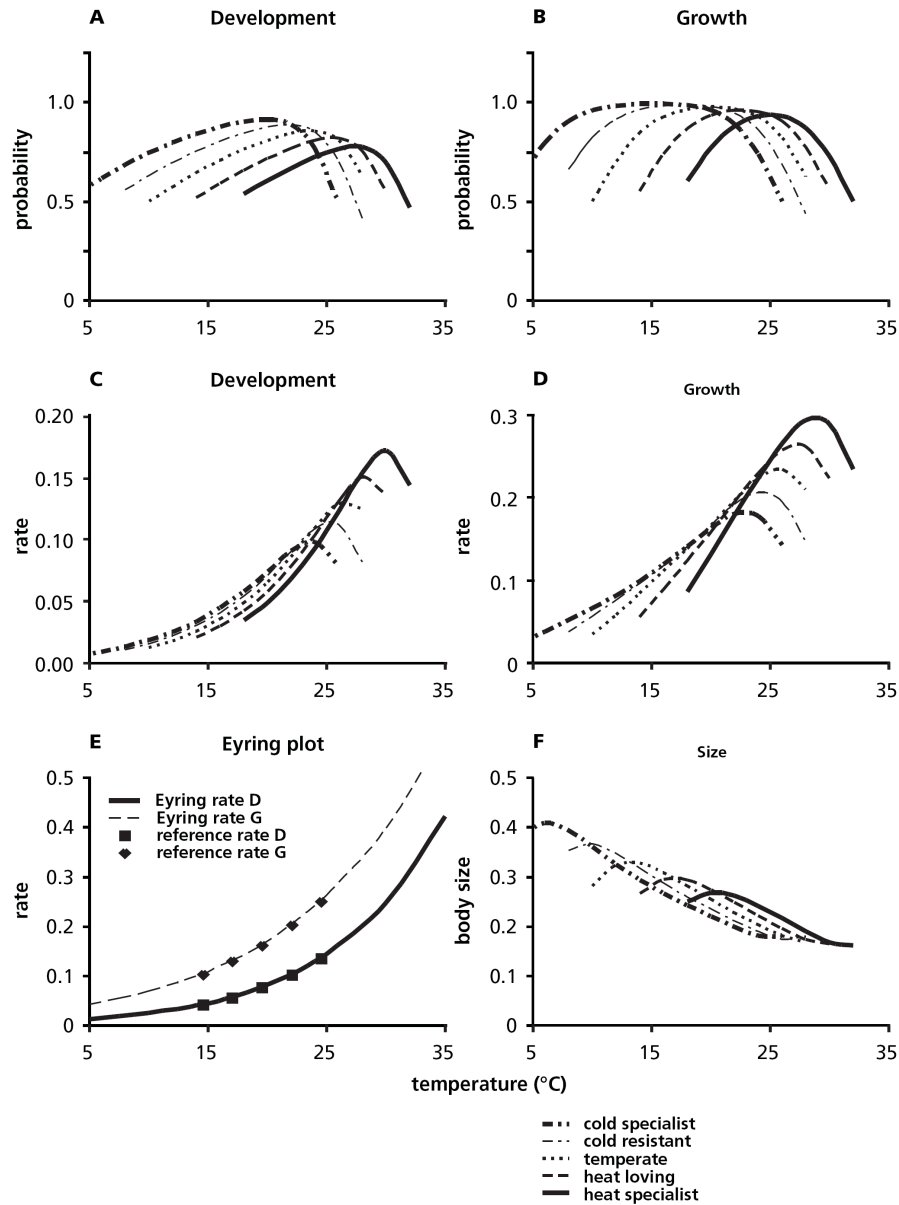 A Development
B Growth
probability
1.0
0.5
0
5 15 25 35
probability
1.0
0.5
0
5 15 25 35
C Development
D Growth
rate
0.20
0.15
0.10
0.05
0.00
5 15 25 35
rate
0.3
0.2
0.1
0
5 15 25 35
E Eyring plot
F Size
rate
0.5
0.4
0.3
0.2
0.1
0
Eyring rate D
Eyring rate G
reference rate D
reference rate G
5 15 25 35
body size
0.5
0.4
0.3
0.2
0.1
0
5 15 25 35
temperature (°C)
cold specialist
cold resistant
temperate
heat loving
heat specialist